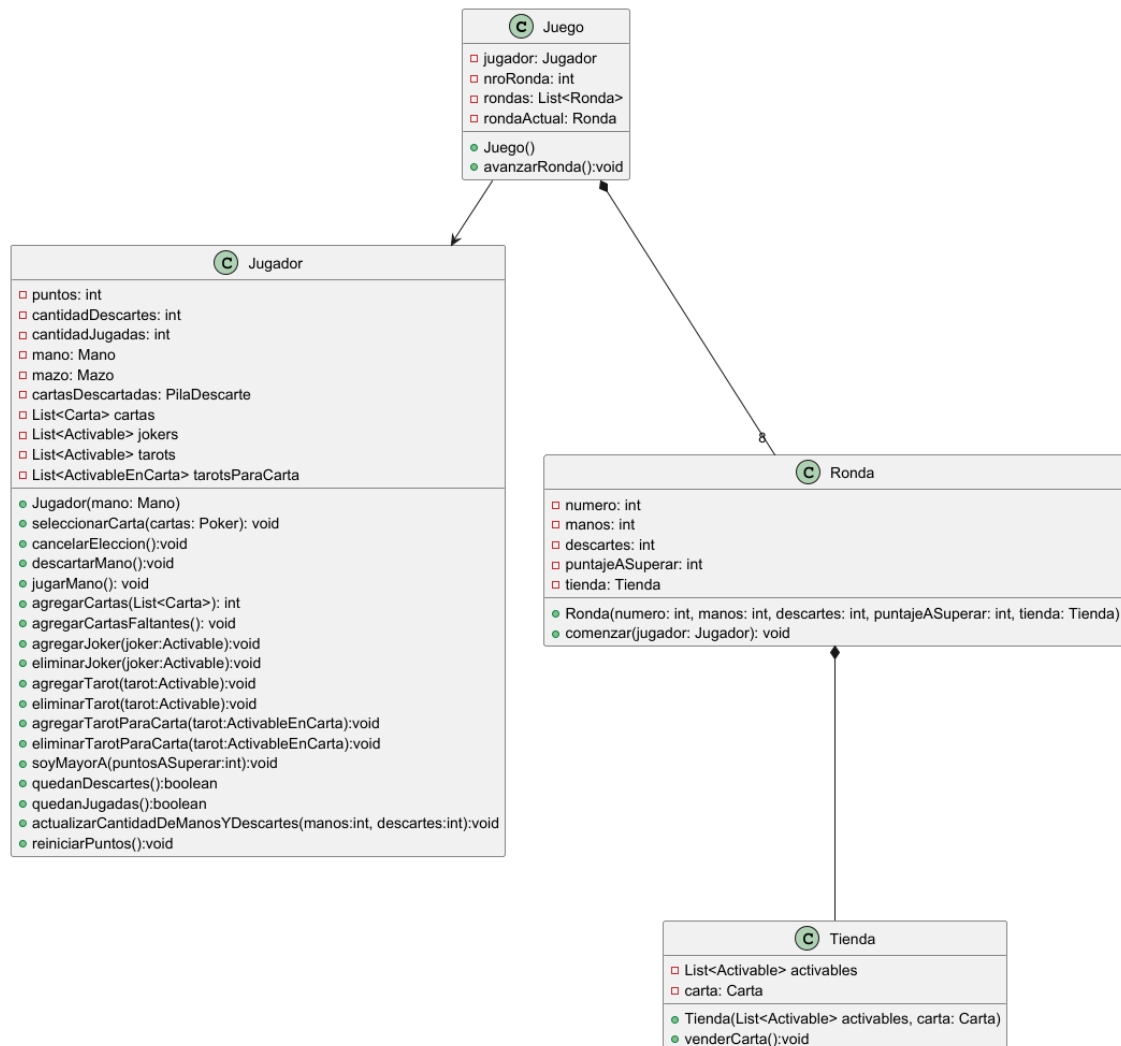 C Juego
jugador: Jugador
nroRonda: int
rondas: List<Ronda>
rondaActual: Ronda
Juego()
avanzarRonda():void
C Jugador
puntos: int
cantidadDescartes: int
cantidadJugadas: int
mano: Mano
mazo: Mazo
cartasDescartadas: PilaDescarte
List<Carta> cartas
List<Activable> jokers
List<Activable> tarots
List<ActivableEnCarta> tarotsParaCarta
Jugador(mano: Mano)
seleccionarCarta(cartas: Poker): void
cancelarEleccion():void
descartarMano():void
jugarMano(): void
agregarCartas(List<Carta>): int
agregarCartasFaltantes(): void
agregarJoker(joker:Activable):void
eliminarJoker(joker:Activable):void
agregarTarot(tarot:Activable):void
eliminarTarot(tarot:Activable):void
agregarTarotParaCarta(tarot:ActivableEnCarta):void
eliminarTarotParaCarta(tarot:ActivableEnCarta):void
soyMayorA(puntosASuperar:int):void
quedanDescartes():boolean
quedanJugadas():boolean
actualizarCantidadDeManosYDescartes(manos:int, descartes:int):void
reiniciarPuntos():void
8
C Ronda
numero: int
manos: int
descartes: int
puntajeASuperar: int
tienda: Tienda
Ronda(numero: int, manos: int, descartes: int, puntajeASuperar: int, tienda: Tienda)
comenzar(jugador: Jugador): void
C Tienda
List<Activable> activables
carta: Carta
Tienda(List<Activable> activables, carta: Carta)
venderCarta():void